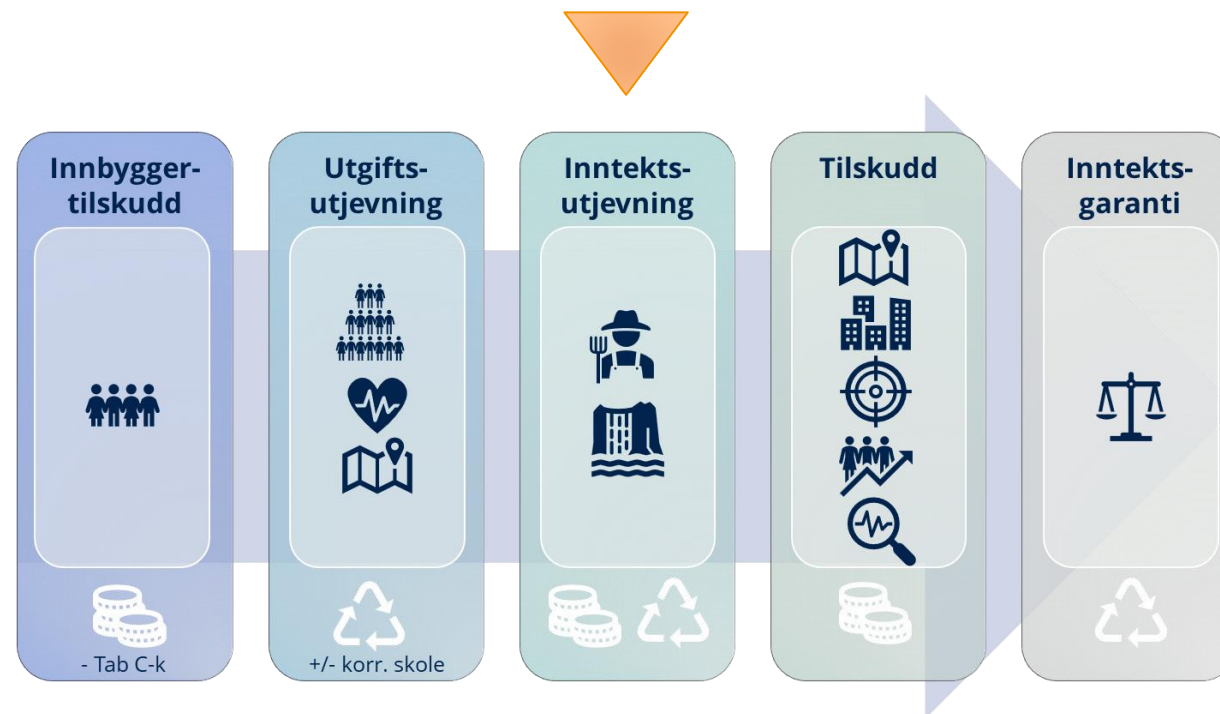 Innbygger-
tilskudd
Utgifts-
utjevning
Inntekts-
utjevning
Tilskudd
Inntekts-
garanti
- Tab C-k
+/- korr. skole